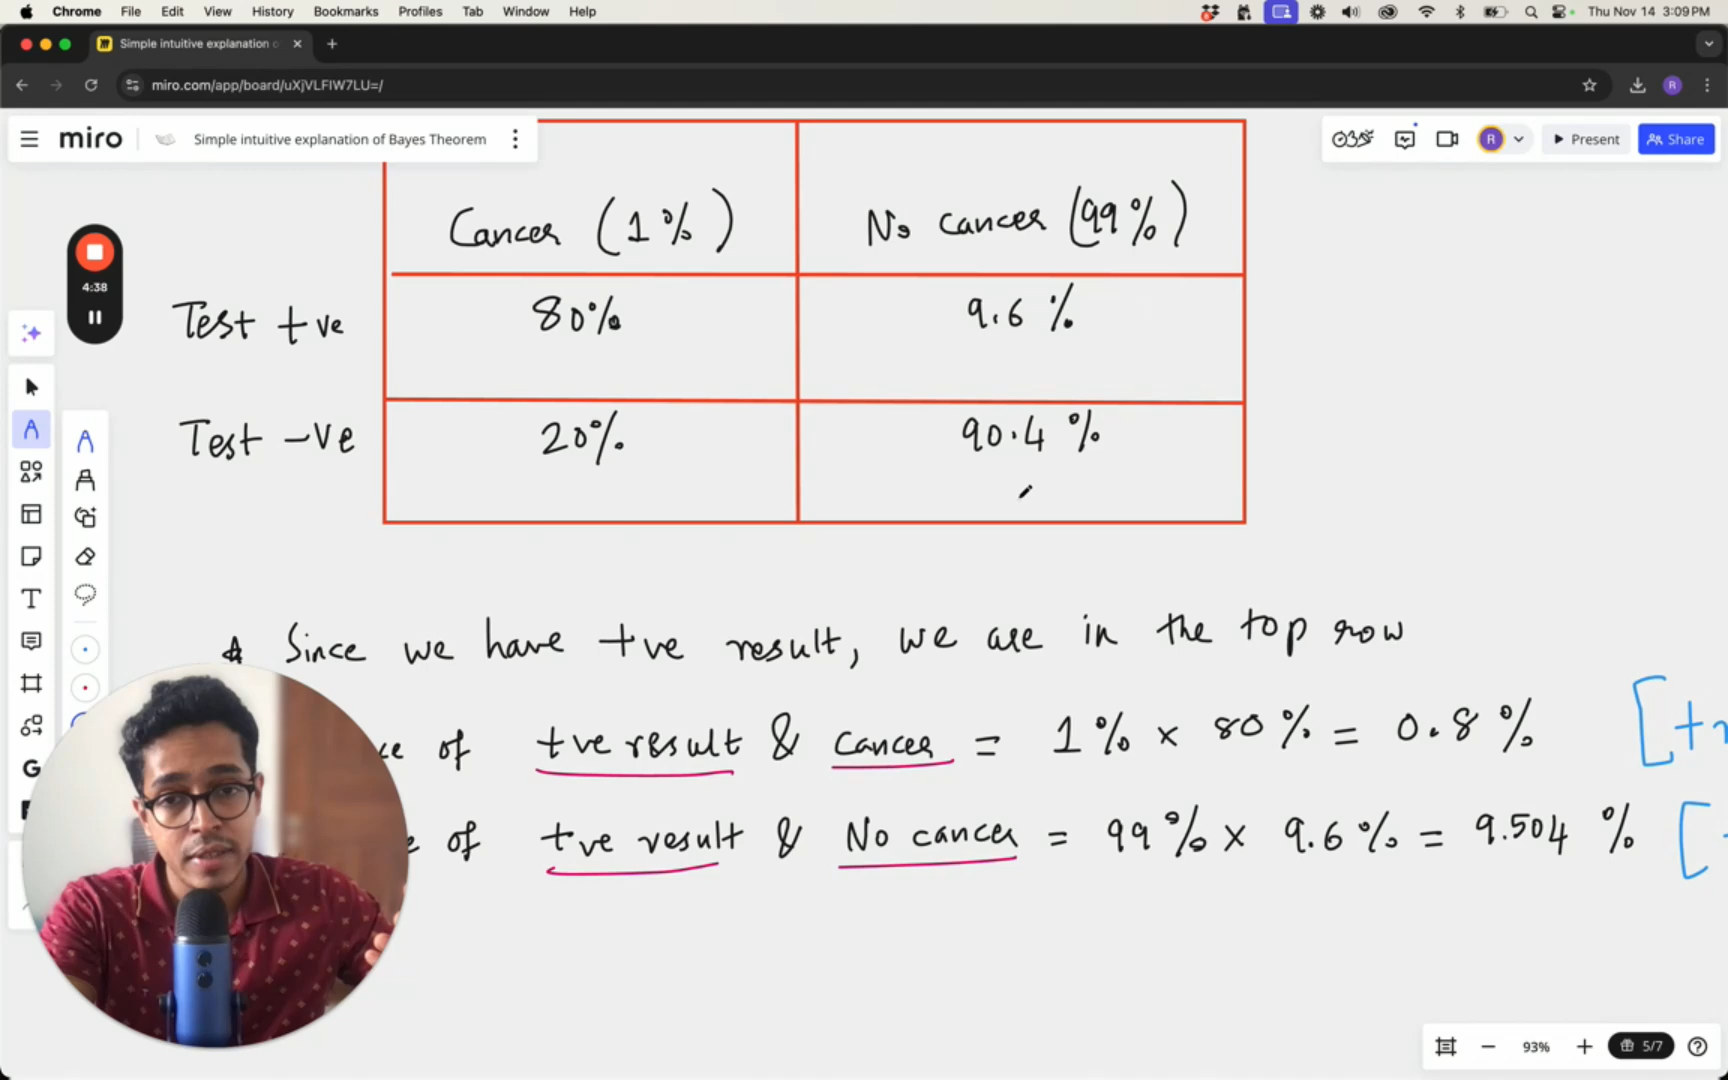 Chrome File Edit View History Bookmarks Profiles Tab Window Help Thu Nov 14 3:09 PM
Simple intuitive explanation o
miro.com/app/board/uXjVLFIW7LU=/
R
miro Simple intuitive explanation of Bayes Theorem R Present Share
Cancer (1%) No cancer (99%)
4:38
Test +ve 80% 9.6 %
Test -ve 20% 90.4 %
Since we have +ve result, we are in the top row
of +ve result & cancer = 1% × 80% = 0.8 % [
of +ve result & No cancer = 99% × 9.6% = 9.504 % [
93% 5/7